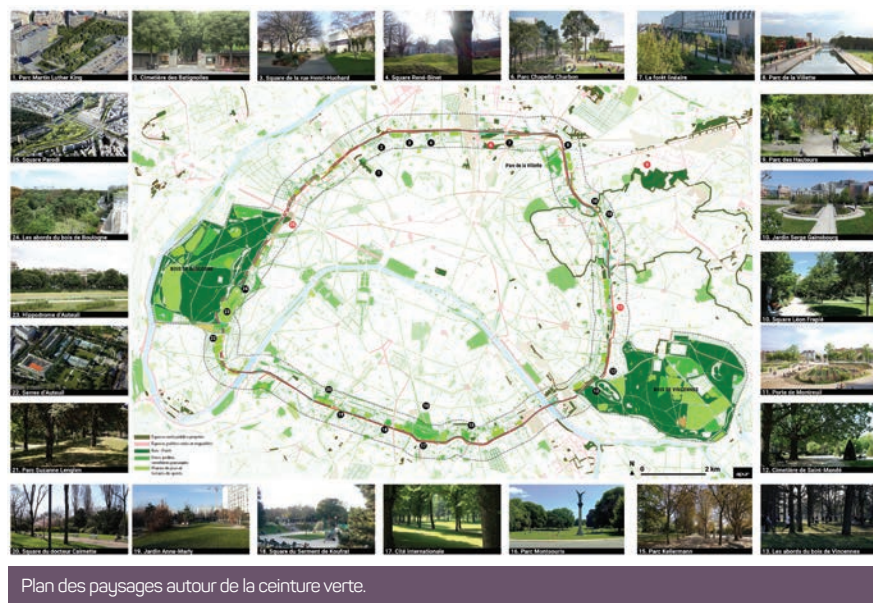 1. Parc Martin Luther King
2. Cimetière des Batignolles
3. Square de la rue Henri-Huchard
4. Square René-Binet
6. Parc Chapelle Charbon
7. La forêt linéaire
8. Parc de la Villette
25. Square Parodi
9. Parc des Hauteurs
24. Les abords du bois de Boulogne
10. Jardin Serge Gainsbourg
23. Hippodrome d'Auteuil
10. Square Léon Frapié
22. Serres d'Auteuil
11. Porte de Montreuil
21. Parc Suzanne Lenglen
12. Cimetière de Saint-Mandé
Parc de la Villette
BOIS DE BOULOGNE
BOIS DE VINCENNES
Bois - Forêt
N
0 2 km
20. Square du docteur Calmette
19. Jardin Anne-Marly
18. Square du Serment de Koufra
17. Cité Internationale
16. Parc Montsouris
15. Parc Kellermann
13. Les abords du bois de Vincennes
Plan des paysages autour de la ceinture verte.